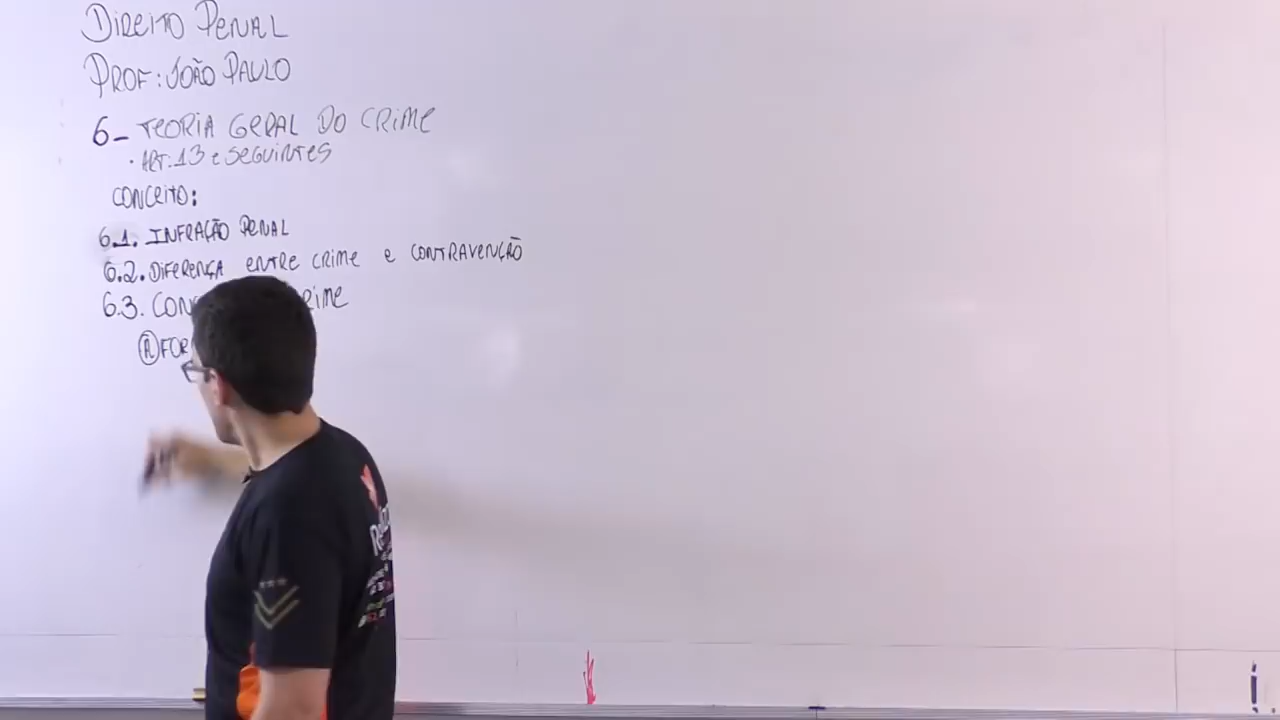 DIREITO PENAL
PROF: JOÃO PAULO
6- TEORIA GERAL DO CRIME
• ART. 13 e SEGUINTES
CONCEITO:
6.1. INFRAÇÃO PENAL
6.2. DIFERENÇA ENTRE CRIME e CONTRAVENÇÃO
6.3.
A